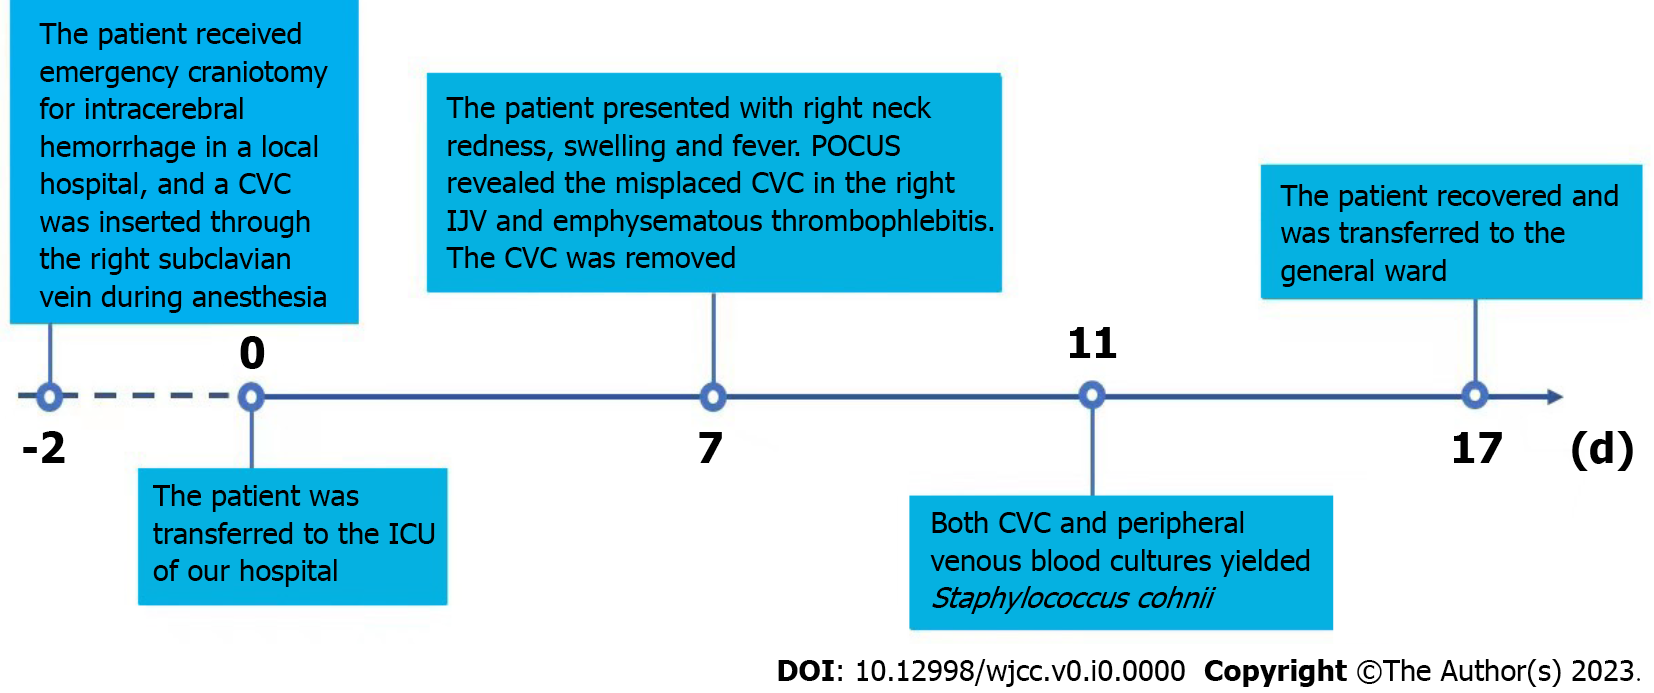 The patient received
emergency craniotomy
for intracerebral
hemorrhage in a local
hospital, and a CVC
was inserted through
the right subclavian
vein during anesthesia
The patient presented with right neck
redness, swelling and fever. POCUS
revealed the misplaced CVC in the right
IJV and emphysematous thrombophlebitis.
The CVC was removed
The patient recovered and
was transferred to the
general ward
0
11
-2
7
17
(d)
The patient was
transferred to the ICU
of our hospital
Both CVC and peripheral
venous blood cultures yielded
Staphylococcus cohnii
DOI: 10.12998/wjcc.v0.i0.0000 Copyright ©The Author(s) 2023.